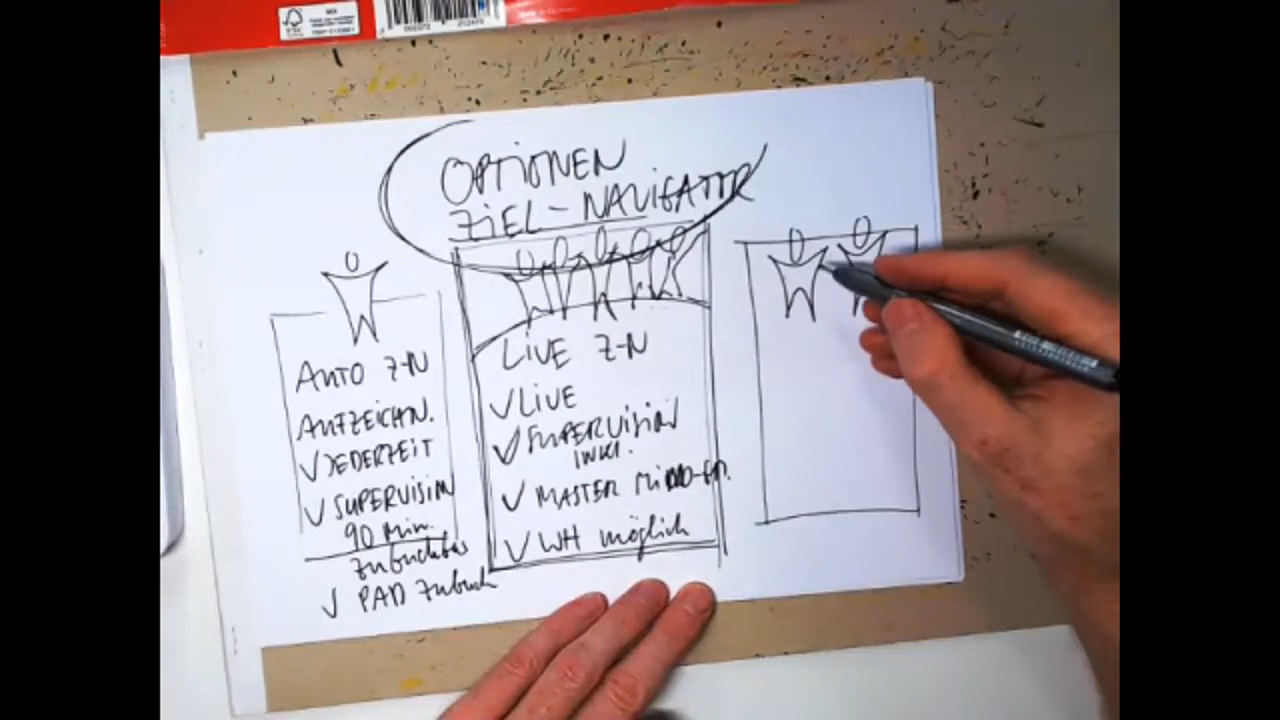 MIX
OPTIONEN
ZIEL-NAVIGATOR
AUTO Z-N
AUFZEICHN.
✓ JEDERZEIT
✓ SUPERVISION
90 Min.
zubuchbar
✓ PAD zubuch
LIVE Z-N
✓ LIVE
✓ SUPERVISION
INKL.
✓ MASTER
✓ WH möglich